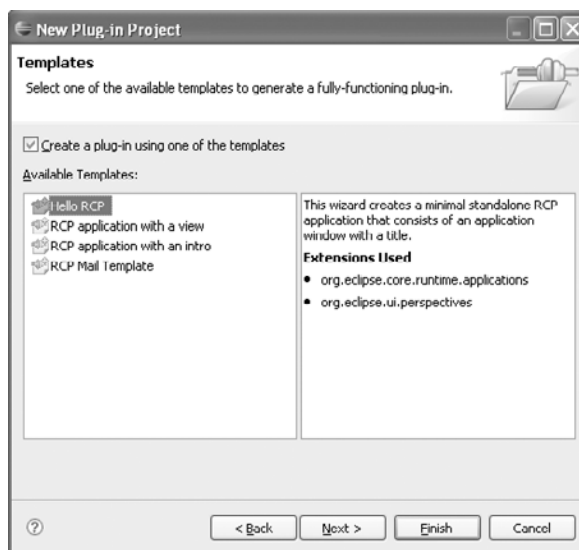 New Plug-in Project
Templates
Select one of the available templates to generate a fully-functioning plug-in.
Create a plug-in using one of the templates
Available Templates:
Hello RCP
RCP application with a view
RCP application with an intro
RCP Mail Template
This wizard creates a minimal standalone RCP
application that consists of an application
window with a title.
Extensions Used
• org.eclipse.core.runtime.applications
• org.eclipse.ui.perspectives
?
< Back
Next >
Finish
Cancel